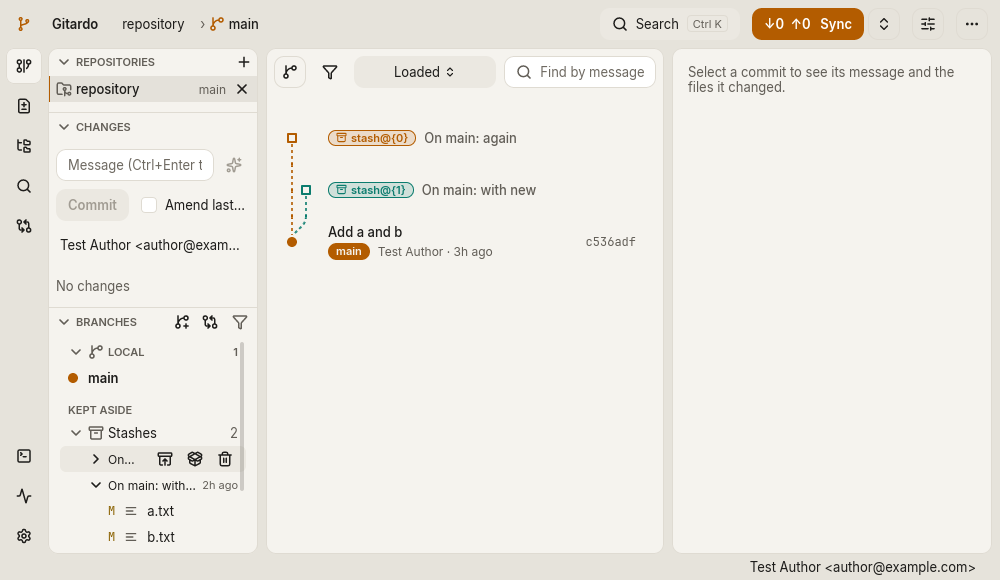 Gitardo repository › main Search Ctrl K ↓0 ↑0 Sync
REPOSITORIES
repository main
CHANGES
Message (Ctrl+Enter t
Commit Amend last...
Test Author <author@exam...
No changes
BRANCHES
LOCAL 1
main
KEPT ASIDE
Stashes 2
On...
On main: with... 2h ago
M a.txt
M b.txt
Loaded Find by message
stash@{0} On main: again
stash@{1} On main: with new
Add a and b
main Test Author · 3h ago c536adf
Select a commit to see its message and the
files it changed.
Test Author <author@example.com>